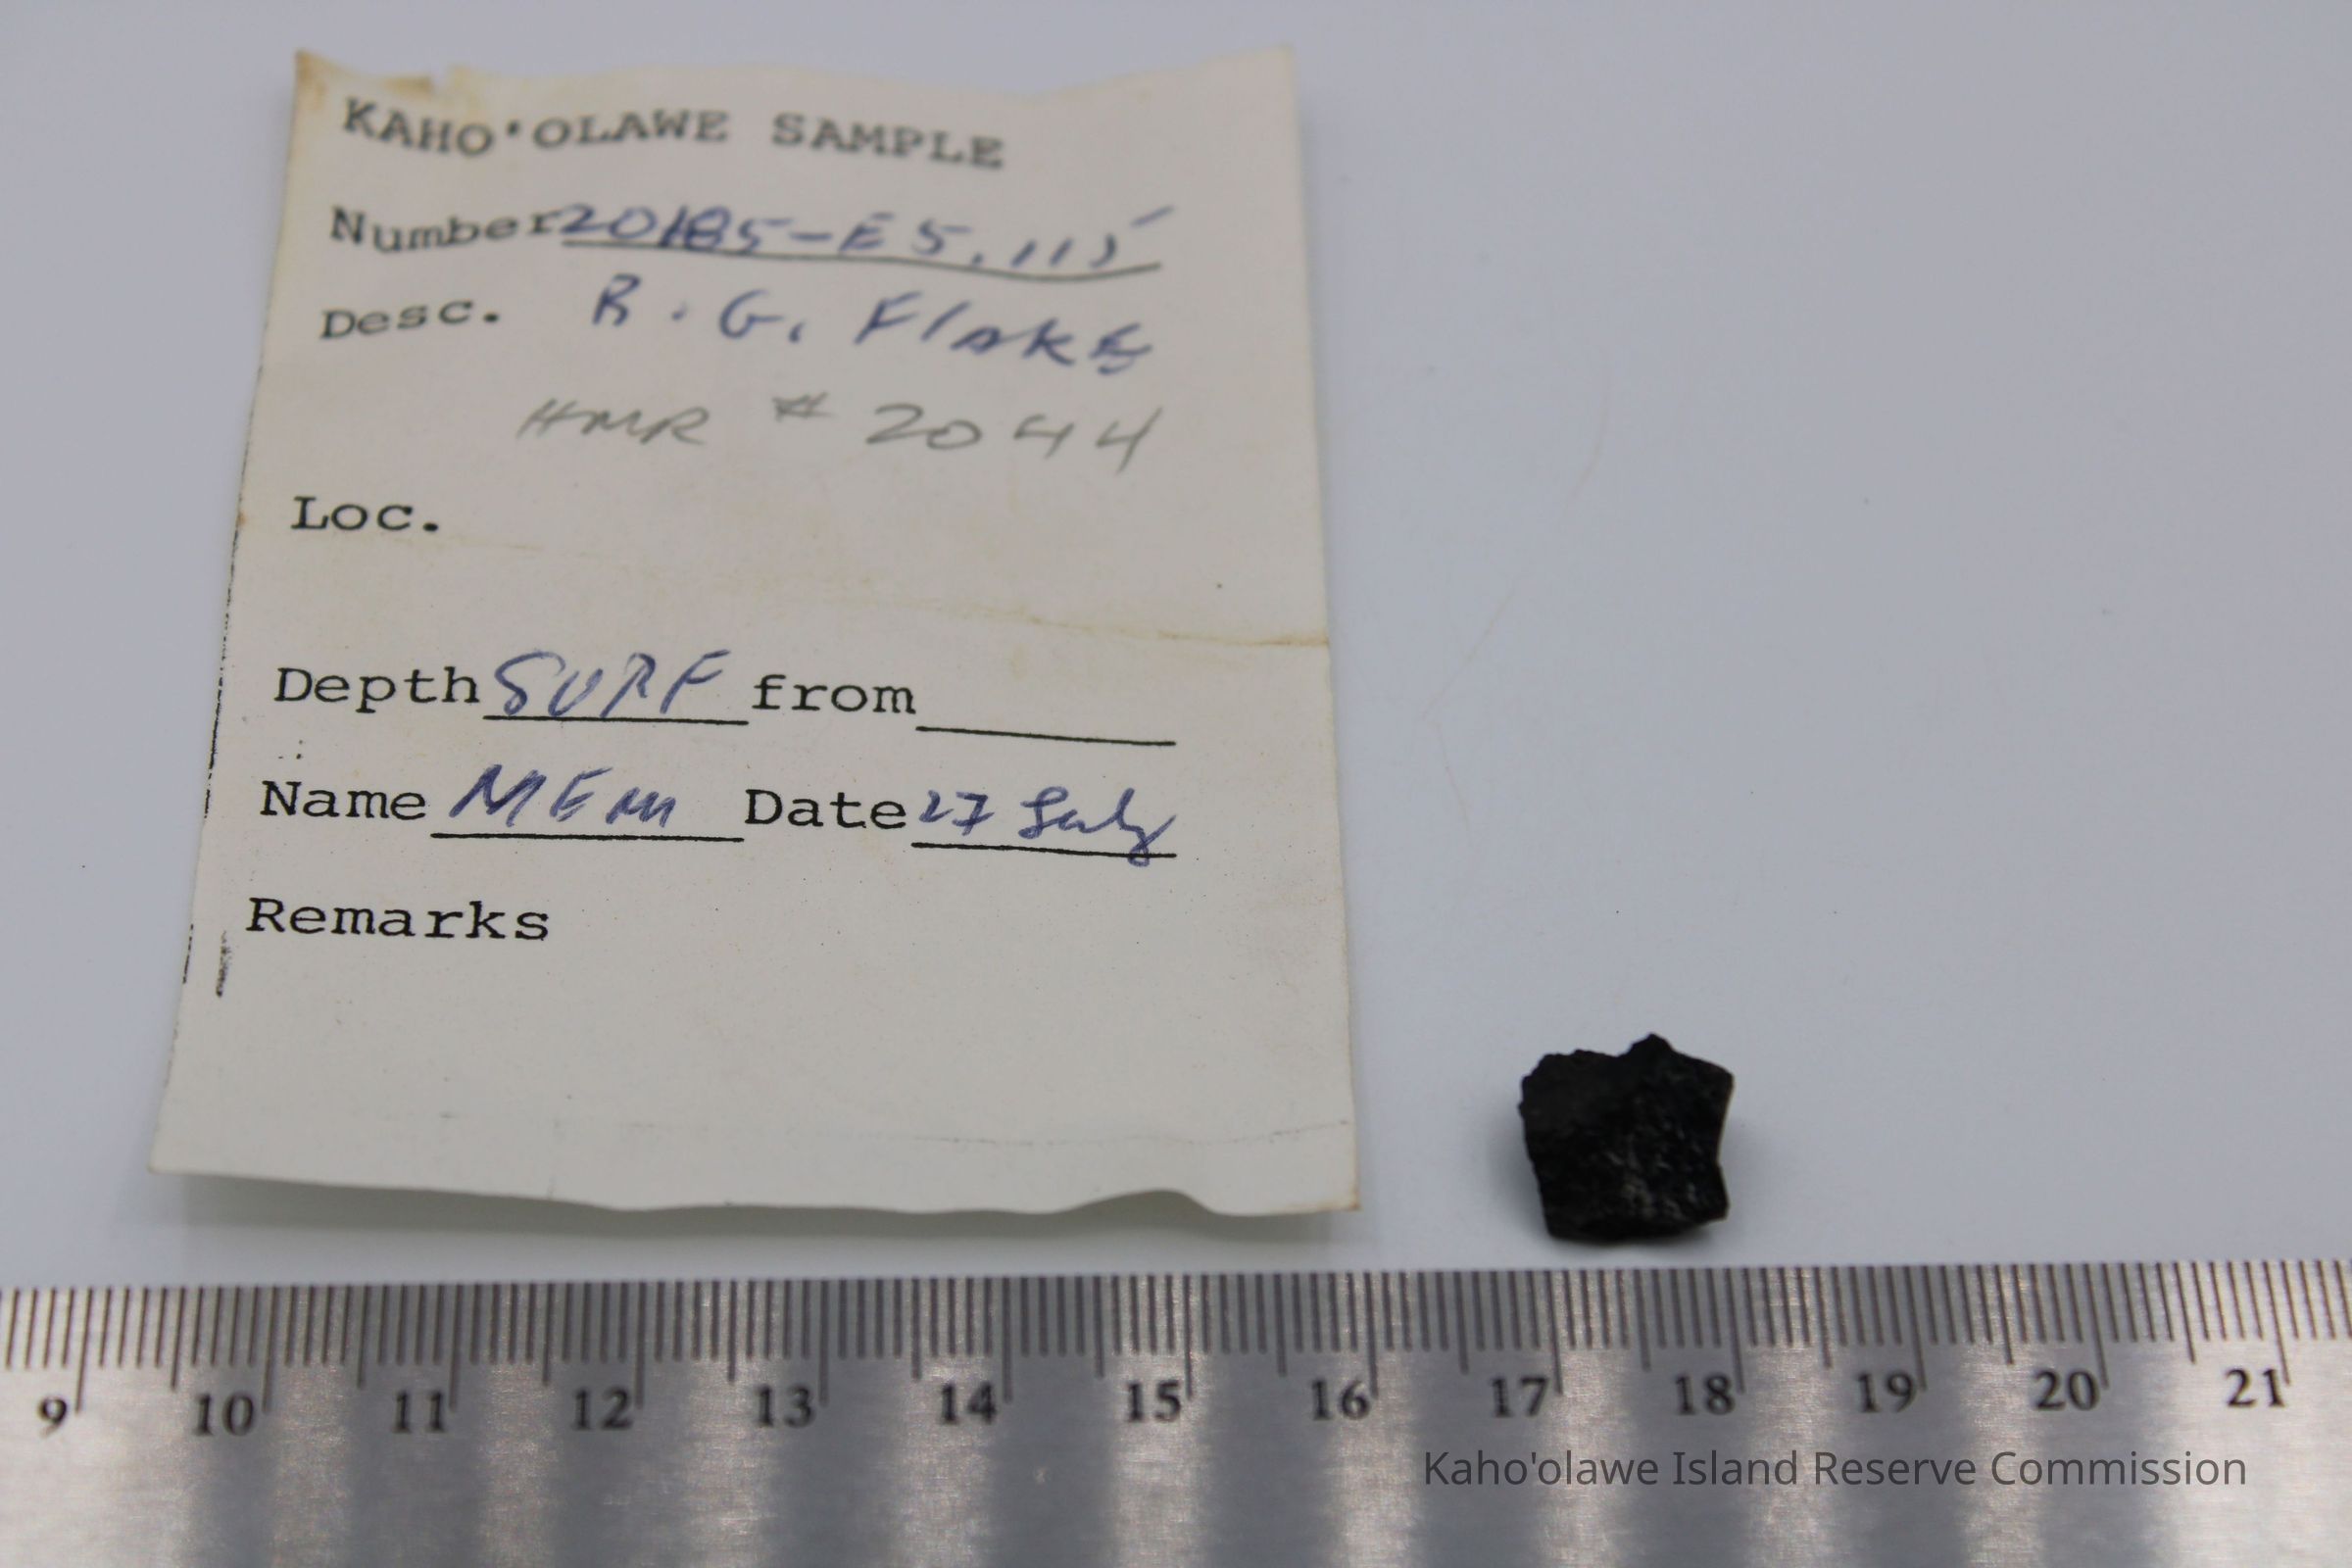 KAHO'OLAWE SAMPLE
Number 20185-E5,115
Desc. B.G. Flake
HMR # 2044
Loc.
Depth SURF from
Name MEM Date 27 July
Remarks
9 10 11 12 13 14 15 16 17 18 19 20 21
Kaho'olawe Island Reserve Commission